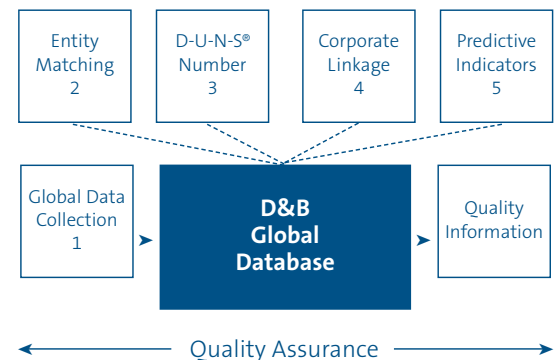 Entity
Matching
2
D-U-N-S®
Number
3
Corporate
Linkage
4
Predictive
Indicators
5
Global Data
Collection
1
D&B
Global
Database
Quality
Information
Quality Assurance